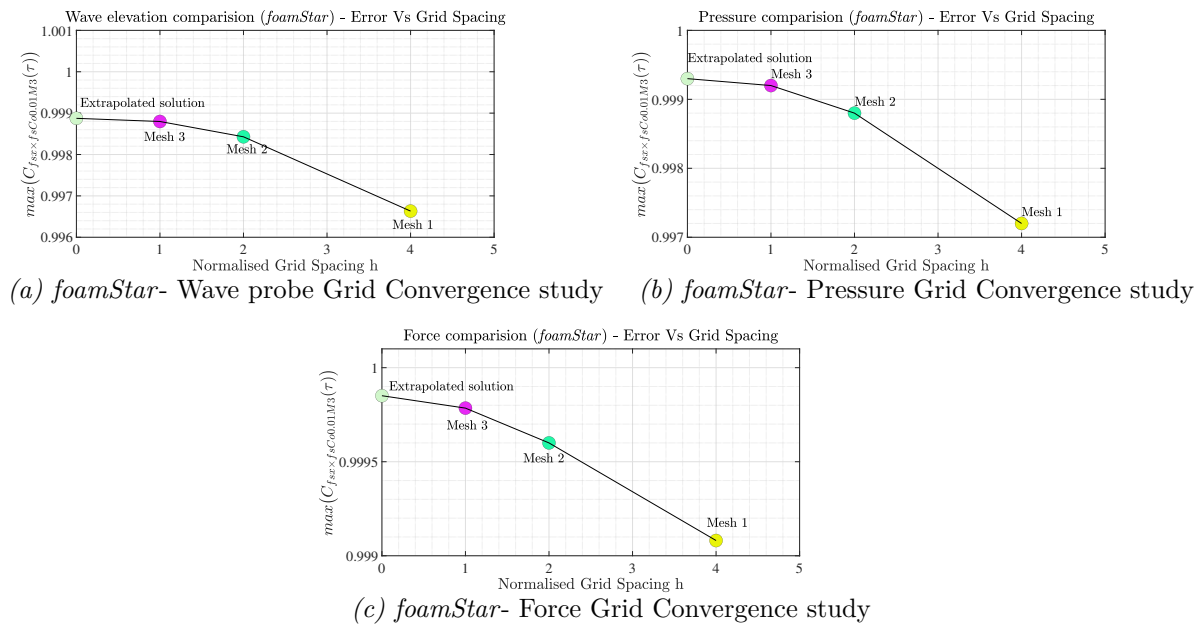 Wave elevation comparision (foamStar) - Error Vs Grid Spacing
max(C_{fsx×fsCo0.01M3}(τ))
1.001
1
0.999
0.998
0.997
0.996
Extrapolated solution
Mesh 3
Mesh 2
Mesh 1
0 1 2 3 4 5
Normalised Grid Spacing h
(a) foamStar- Wave probe Grid Convergence study
Pressure comparision (foamStar) - Error Vs Grid Spacing
max(C_{fsx×fsCo0.01M3}(τ))
1
0.999
0.998
0.997
Extrapolated solution
Mesh 3
Mesh 2
Mesh 1
0 1 2 3 4 5
Normalised Grid Spacing h
(b) foamStar- Pressure Grid Convergence study
Force comparision (foamStar) - Error Vs Grid Spacing
max(C_{fsx×fsCo0.01M3}(τ))
1
0.9995
0.999
Extrapolated solution
Mesh 3
Mesh 2
Mesh 1
0 1 2 3 4 5
Normalised Grid Spacing h
(c) foamStar- Force Grid Convergence study